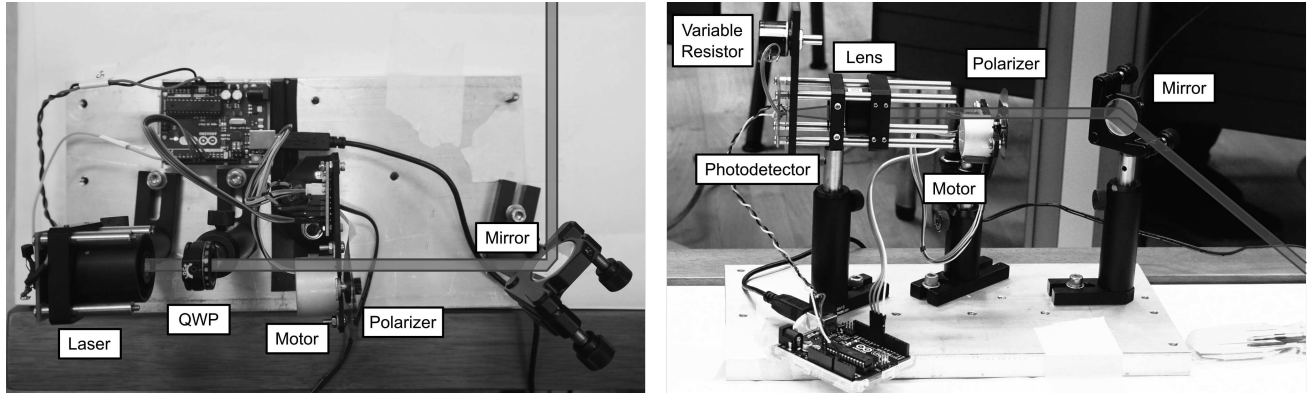 Mirror
Laser
QWP
Motor
Polarizer
Variable
Resistor
Lens
Polarizer
Mirror
Photodetector
Motor